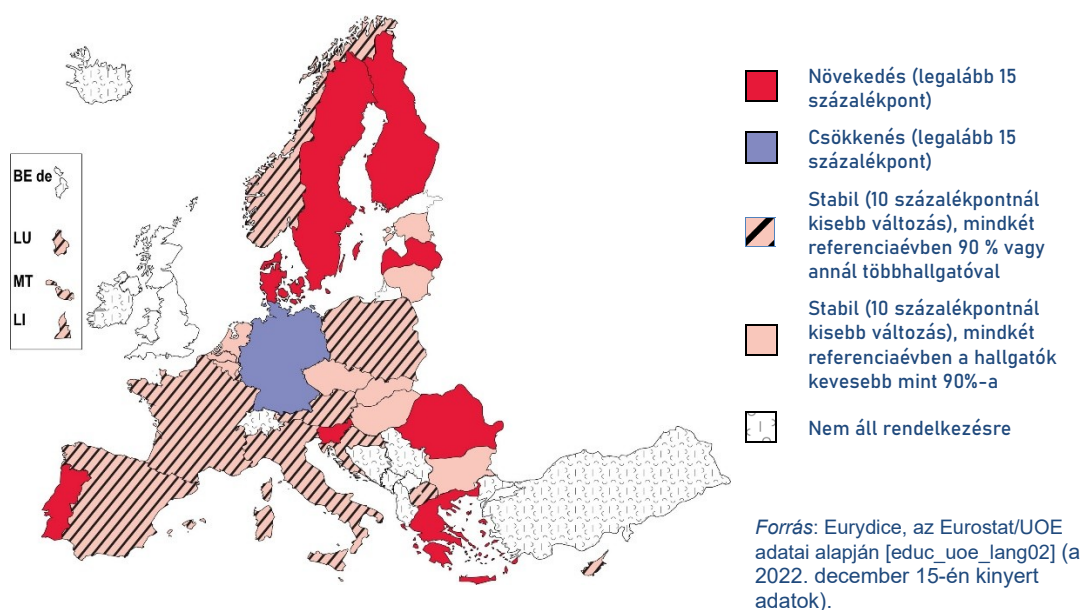 BE de
LU
MT
LI
Növekedés (legalább 15
százalékpont)
Csökkenés (legalább 15
százalékpont)
Stabil (10 százalékpontnál
kisebb változás), mindkét
referenciaévben 90 % vagy
annál többhallgatóval
Stabil (10 százalékpontnál
kisebb változás), mindkét
referenciaévben a hallgatók
kevesebb mint 90%-a
Nem áll rendelkezésre
Forrás: Eurydice, az Eurostat/UOE
adatai alapján [educ_uoe_lang02] (a
2022. december 15-én kinyert
adatok).